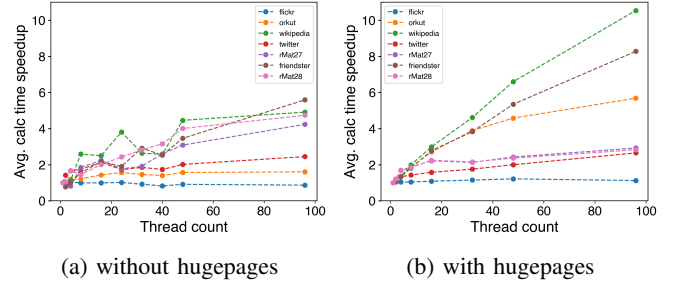 Avg. calc time speedup
10
8
6
4
2
0
0 20 40 60 80 100
Thread count
flickr
orkut
wikipedia
twitter
rMat27
friendster
rMat28
(a) without hugepages
Avg. calc time speedup
10
8
6
4
2
0
0 20 40 60 80 100
Thread count
flickr
orkut
wikipedia
twitter
rMat27
friendster
rMat28
(b) with hugepages